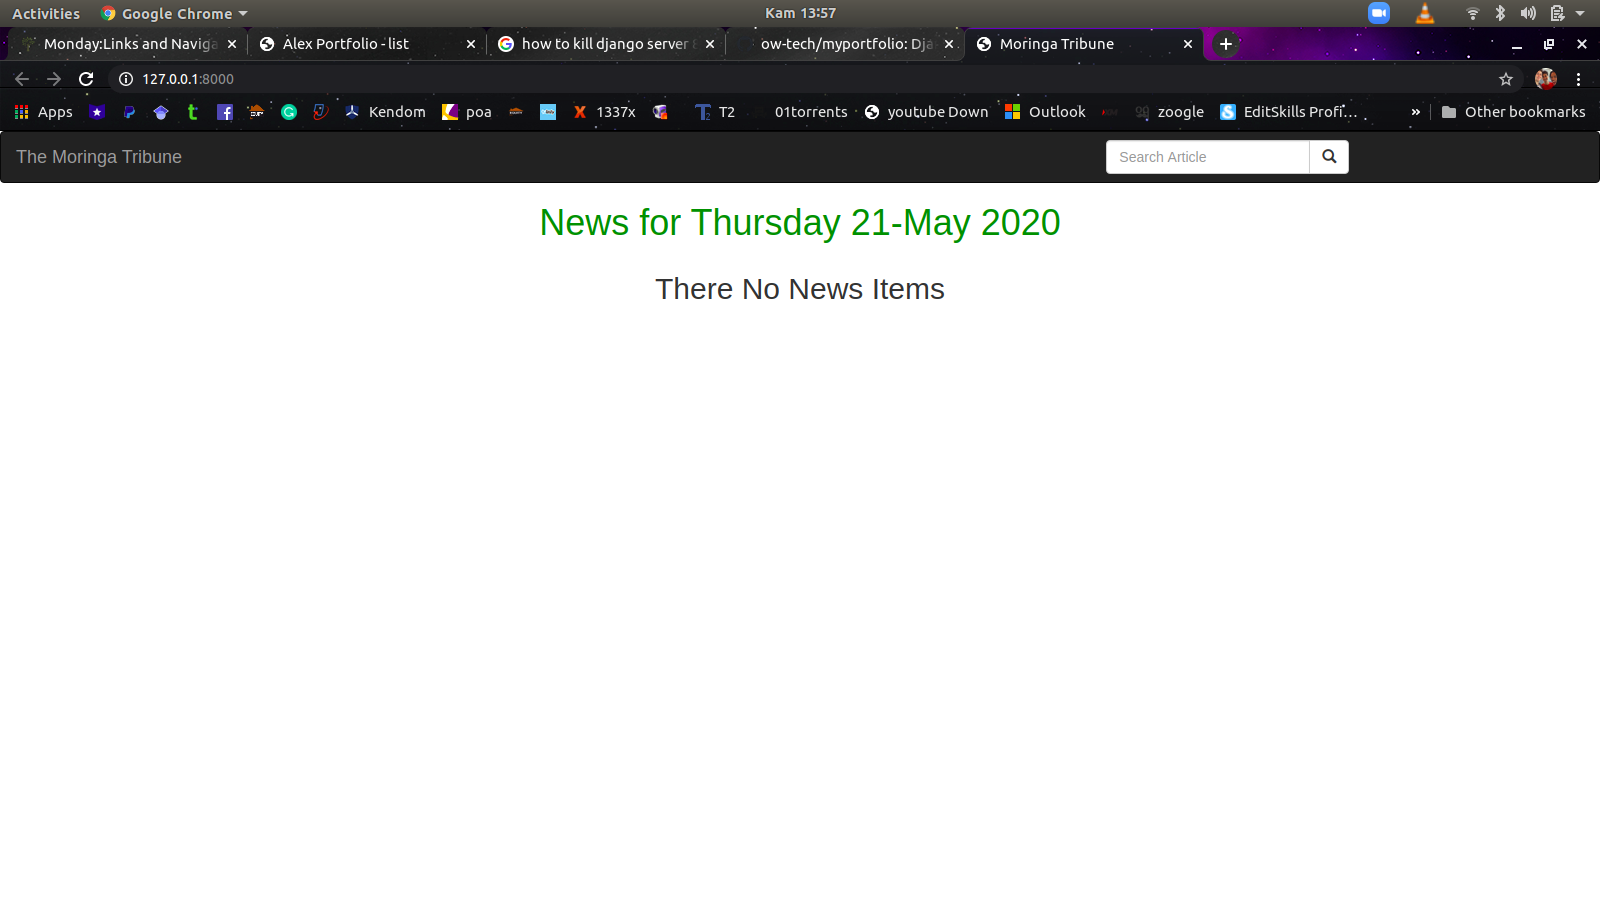 Activities Google Chrome Kam 13:57
Monday:Links and Naviga Alex Portfolio - list how to kill django server ow-tech/myportfolio: Dja Moringa Tribune
127.0.0.1:8000
Apps Kendom poa 1337x T2 01torrents youtube Down Outlook zoogle EditSkills Profi... » Other bookmarks
The Moringa Tribune Search Article
News for Thursday 21-May 2020
There No News Items